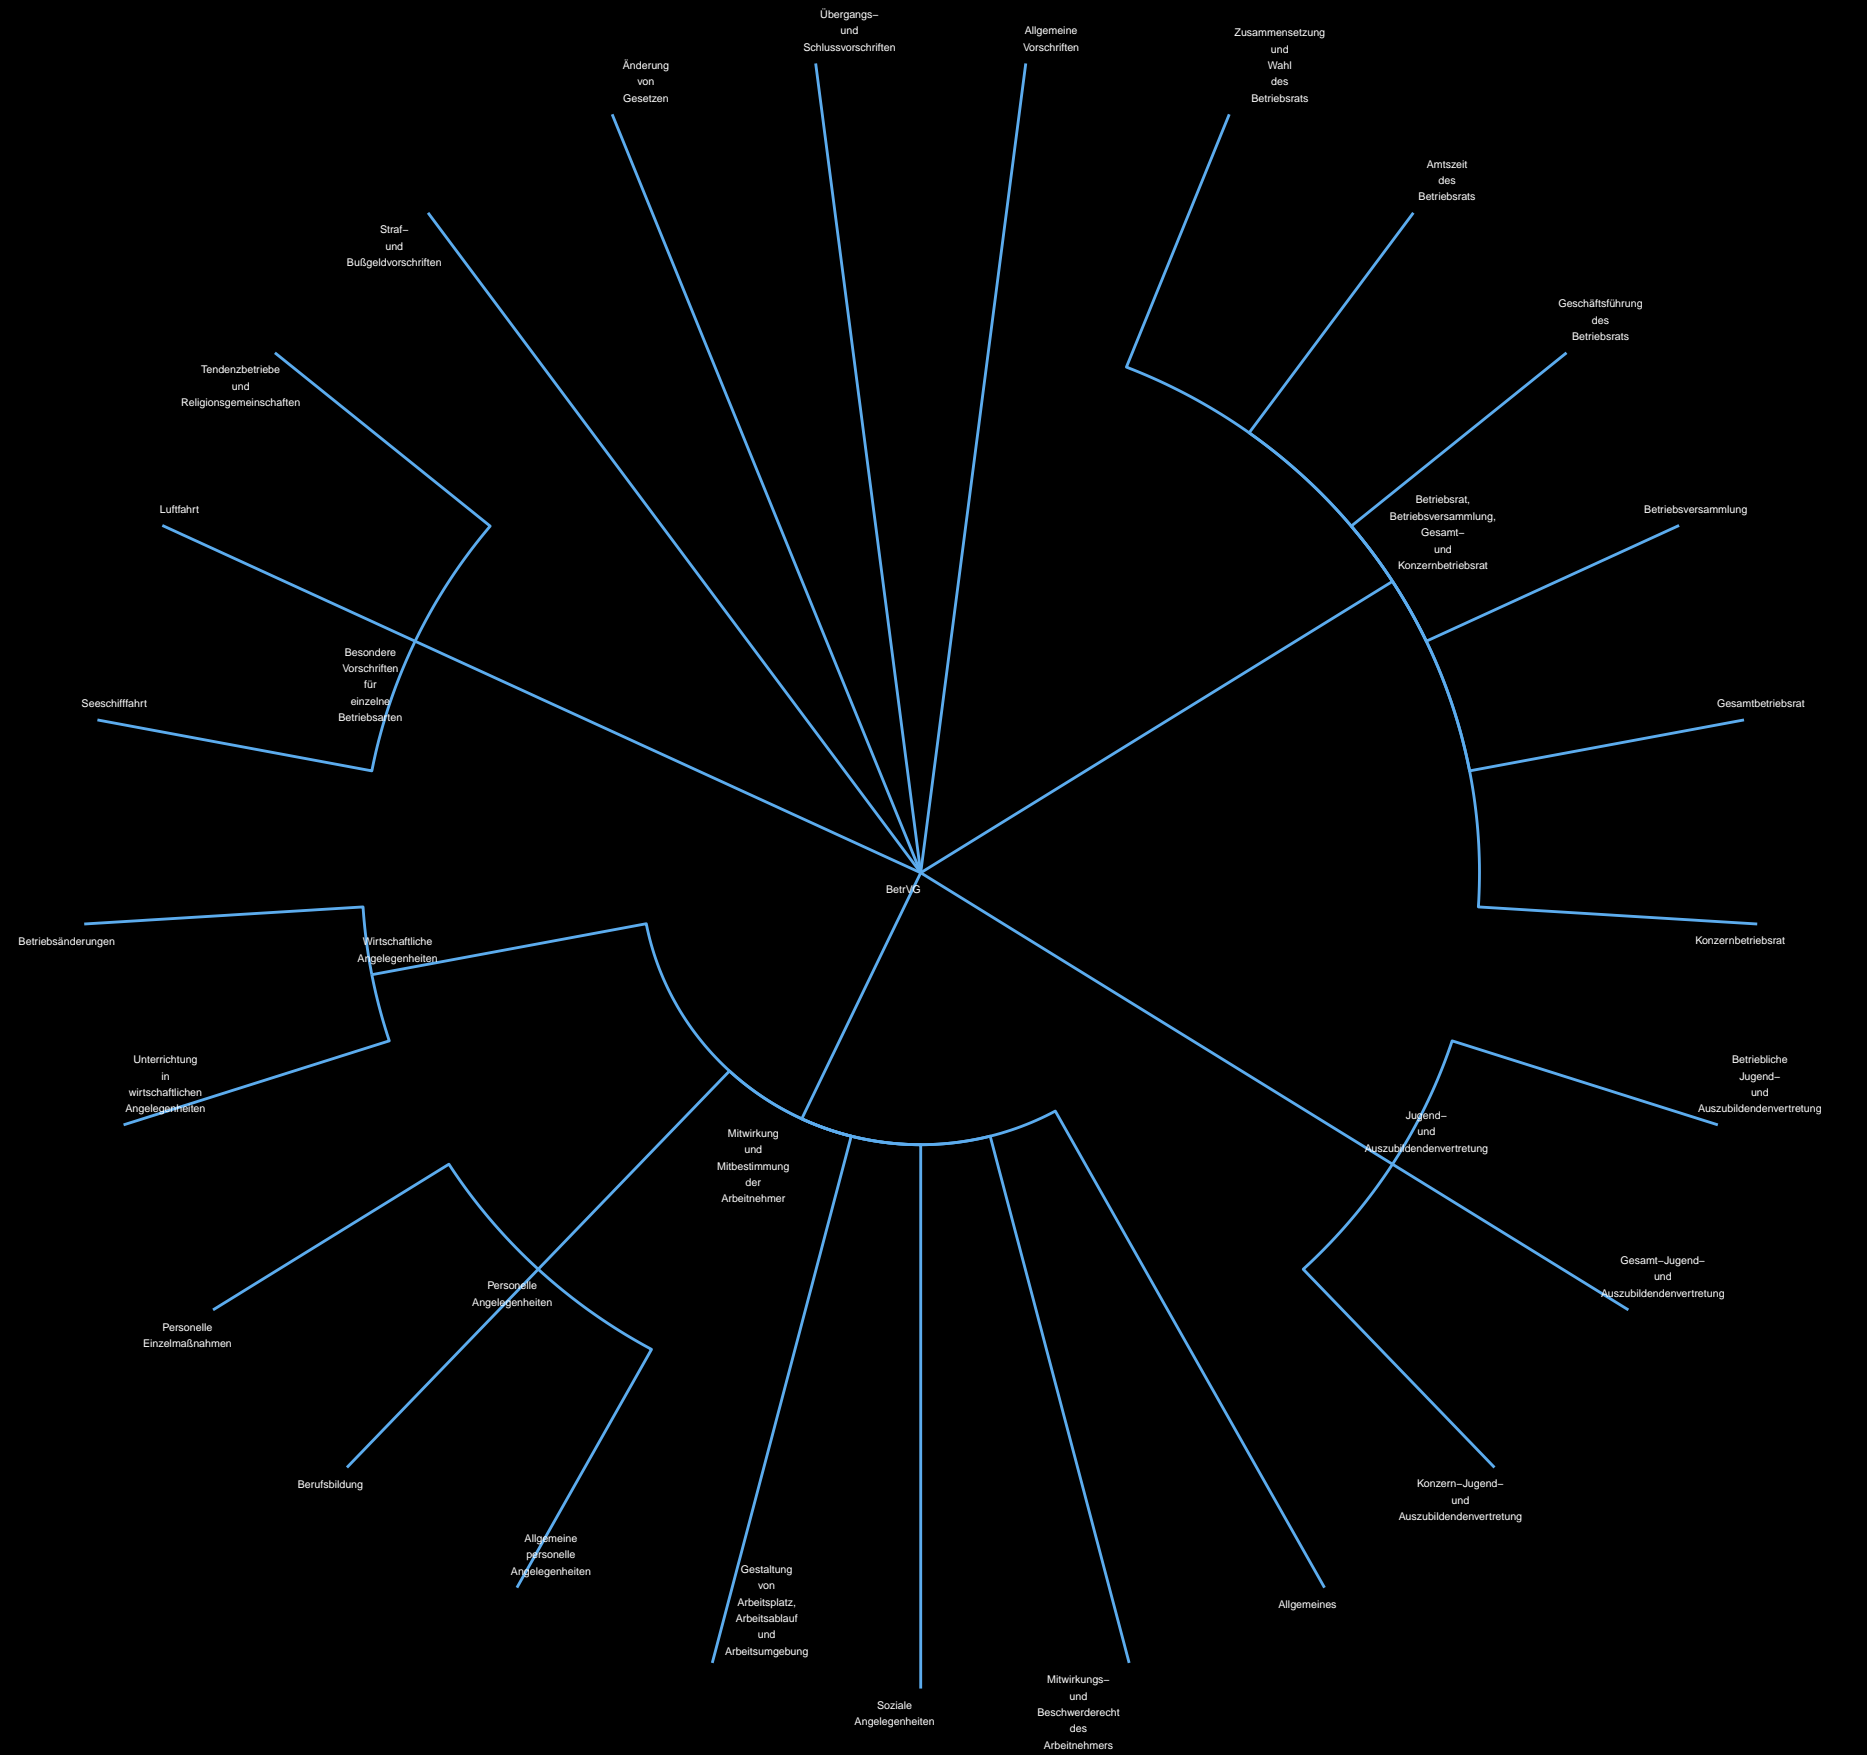 Übergangs–
und
Schlussvorschriften
Allgemeine
Vorschriften
Zusammensetzung
und
Wahl
des
Betriebsrats
Änderung
von
Gesetzen
Amtszeit
des
Betriebsrats
Straf–
und
Bußgeldvorschriften
Geschäftsführung
des
Betriebsrats
Tendenzbetriebe
und
Religionsgemeinschaften
Betriebsrat,
Betriebsversammlung,
Gesamt–
und
Konzernbetriebsrat
Luftfahrt
Betriebsversammlung
Besondere
Vorschriften
für
einzelne
Betriebsarten
Seeschifffahrt
Gesamtbetriebsrat
BetrVG
Betriebsänderungen
Wirtschaftliche
Angelegenheiten
Konzernbetriebsrat
Unterrichtung
in
wirtschaftlichen
Angelegenheiten
Betriebliche
Jugend–
und
Auszubildendenvertretung
Jugend–
und
Auszubildendenvertretung
Mitwirkung
und
Mitbestimmung
der
Arbeitnehmer
Gesamt–Jugend–
und
Auszubildendenvertretung
Personelle
Angelegenheiten
Personelle
Einzelmaßnahmen
Berufsbildung
Konzern–Jugend–
und
Auszubildendenvertretung
Allgemeine
personelle
Angelegenheiten
Gestaltung
von
Arbeitsplatz,
Arbeitsablauf
und
Arbeitsumgebung
Allgemeines
Soziale
Angelegenheiten
Mitwirkungs–
und
Beschwerderecht
des
Arbeitnehmers